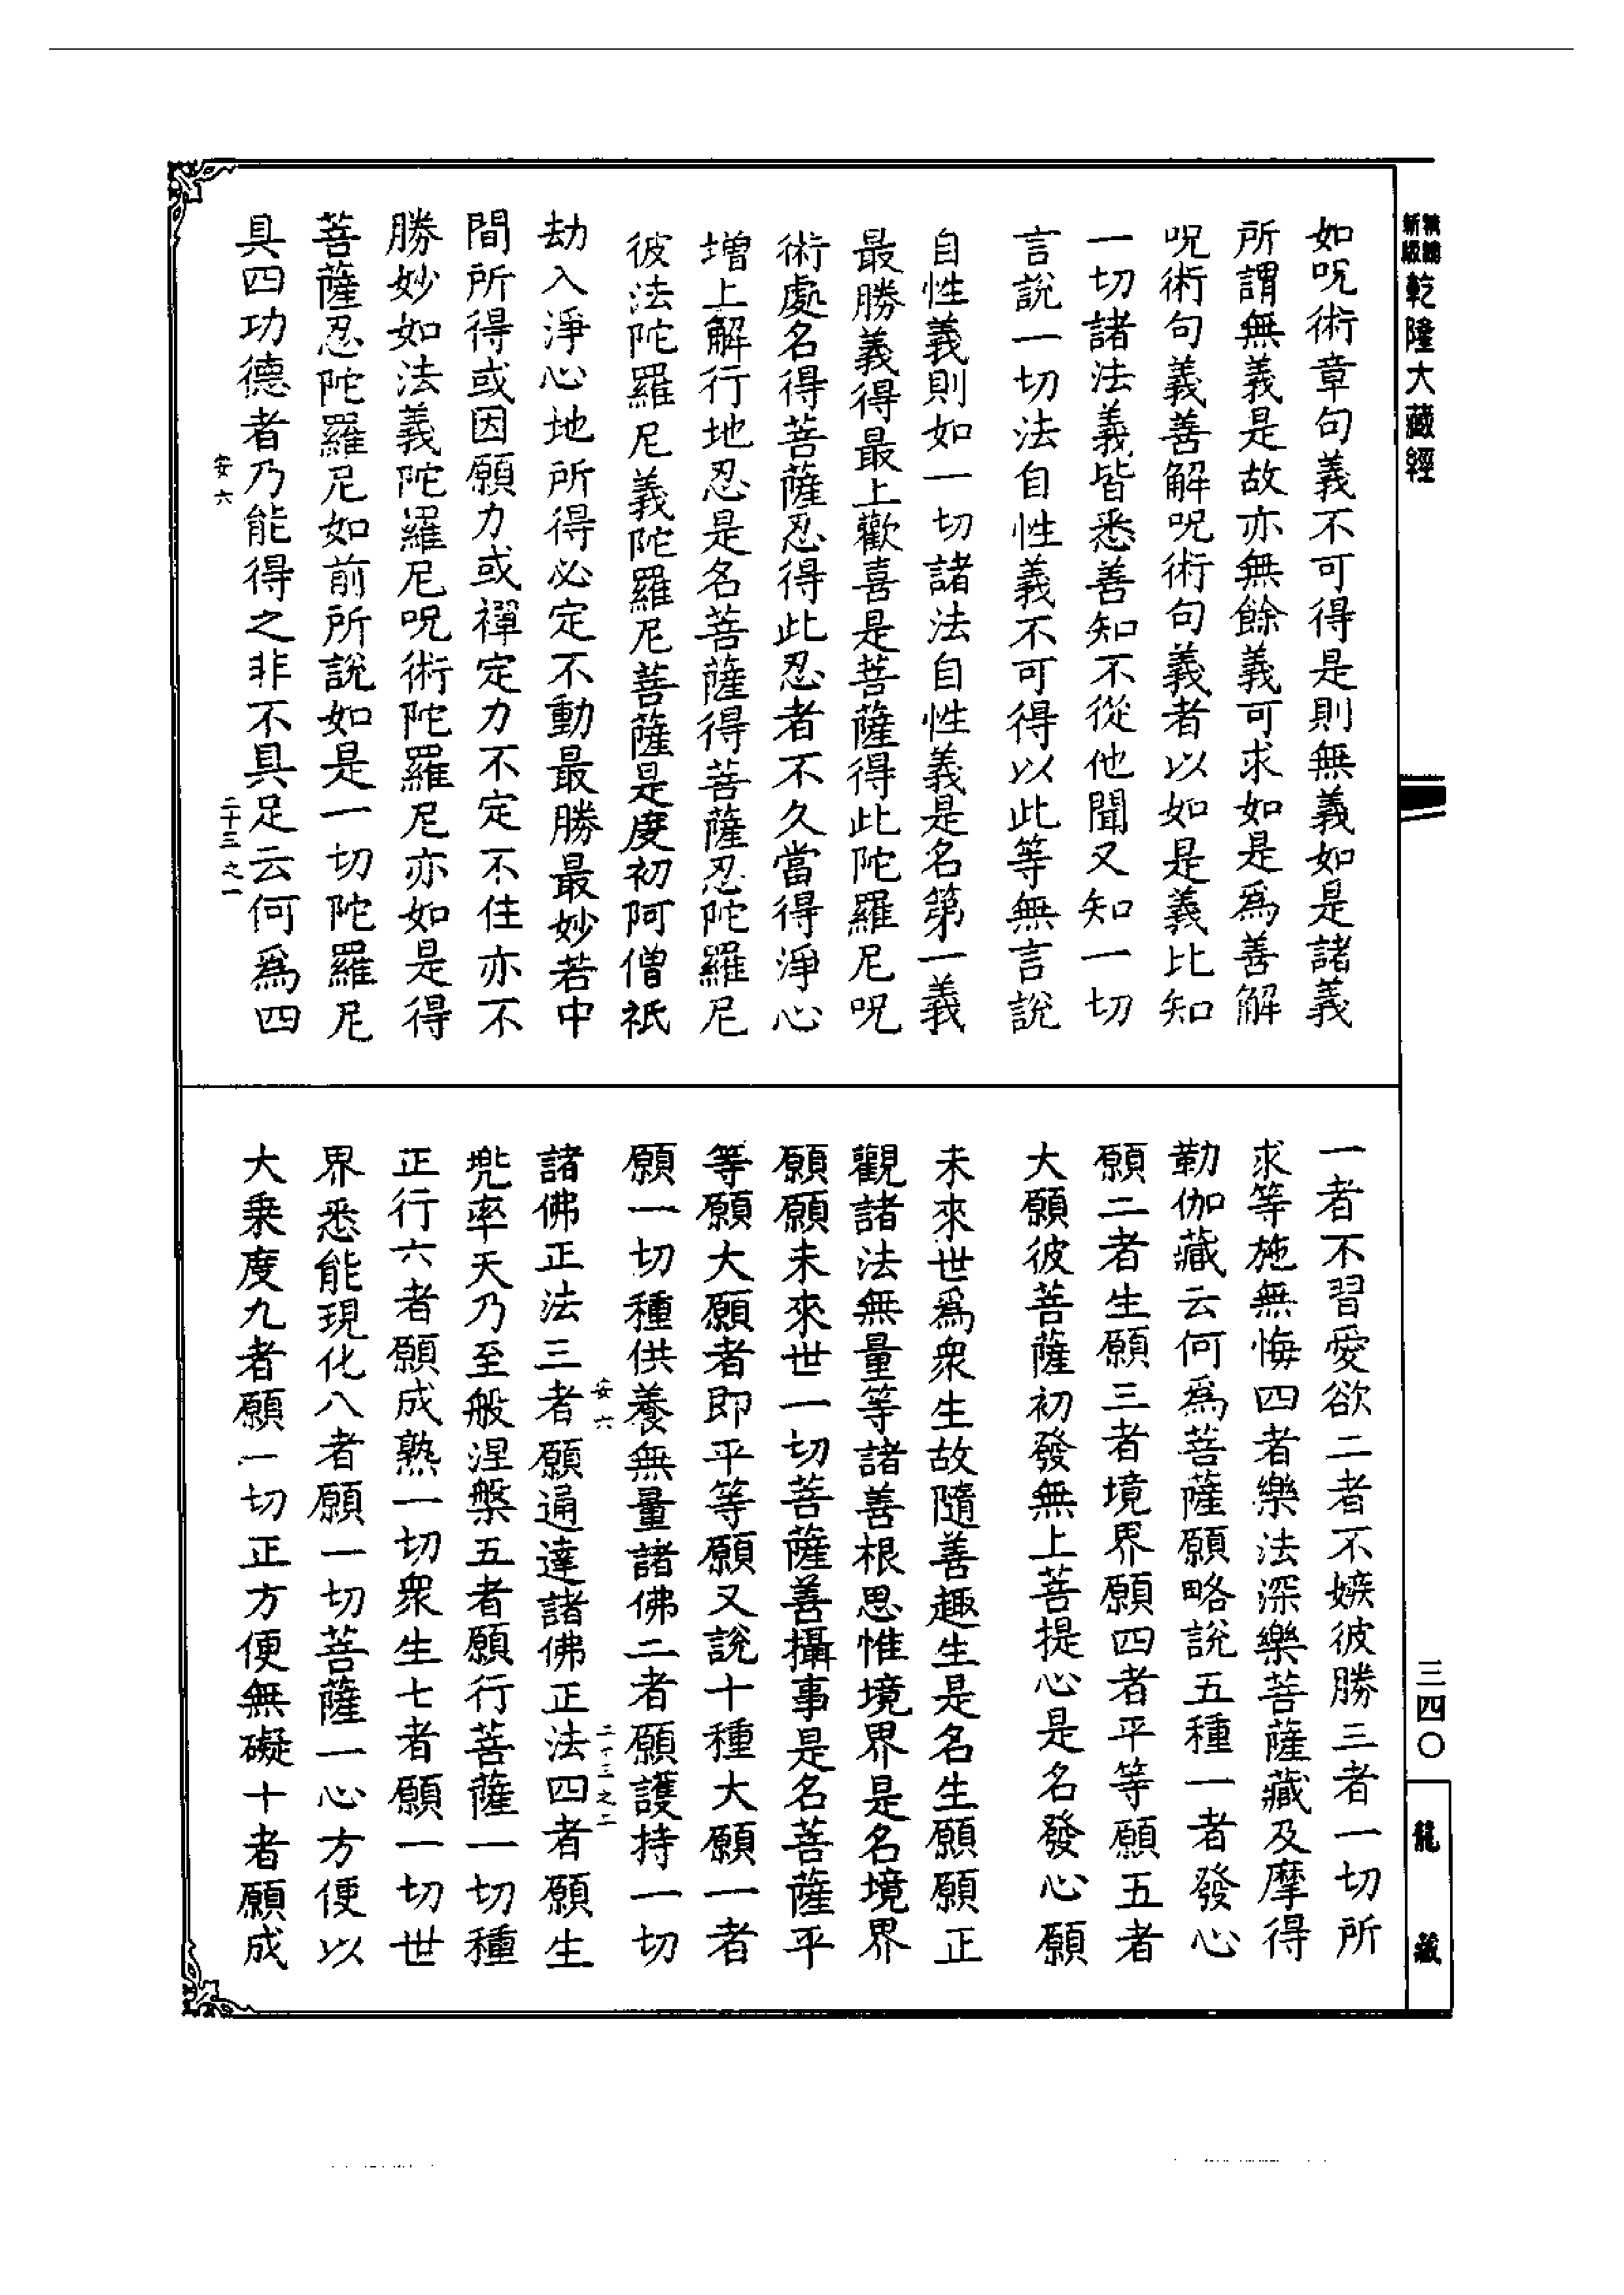 新版
精縮
乾隆大藏經
如呪術章句義不可得是則無義如是諸義
所謂無義是故亦無餘義可求如是爲善解
呪術句義善解呪術句義者以如是義比知
一切諸法義皆悉善知不從他聞又知一切
言說一切法自性義不可得以此等無言說
自性義則如一切諸法自性義是名第一義
最勝義得最上歡喜是菩薩得此陀羅尼呪
術處名得菩薩忍得此忍者不久當得淨心
增上解行地忍是名菩薩得菩薩忍陀羅尼
彼法陀羅尼義陀羅尼菩薩是度初阿僧祇
劫入淨心地所得必定不動最勝最妙若中
間所得或因願力或禪定力不定不住亦不
勝妙如法義陀羅尼呪術陀羅尼亦如是得
菩薩忍陀羅尼如前所說如是一切陀羅尼
具四功德者乃能得之非不具足云何爲四
安六
二十三之一
一者不習愛欲二者不嫉彼勝三者一切所
求等施無悔四者樂法深樂菩薩藏及摩得
勒伽藏云何爲菩薩願略說五種一者發心
願二者生願三者境界願四者平等願五者
大願彼菩薩初發無上菩提心是名發心願
未來世爲衆生故隨善趣生是名生願願正
觀諸法無量等諸善根思惟境界是名境界
願願未來世一切菩薩善攝事是名菩薩平
等願大願者即平等願又說十種大願一者
願一切種供養無量諸佛二者願護持一切
安六
二十三之二
諸佛正法三者願通達諸佛正法四者願生
兜率天乃至般涅槃五者願行菩薩一切種
正行六者願成熟一切衆生七者願一切世
界悉能現化八者願一切菩薩一心方便以
大乗度九者願一切正方便無礙十者願成
三四〇
龍藏